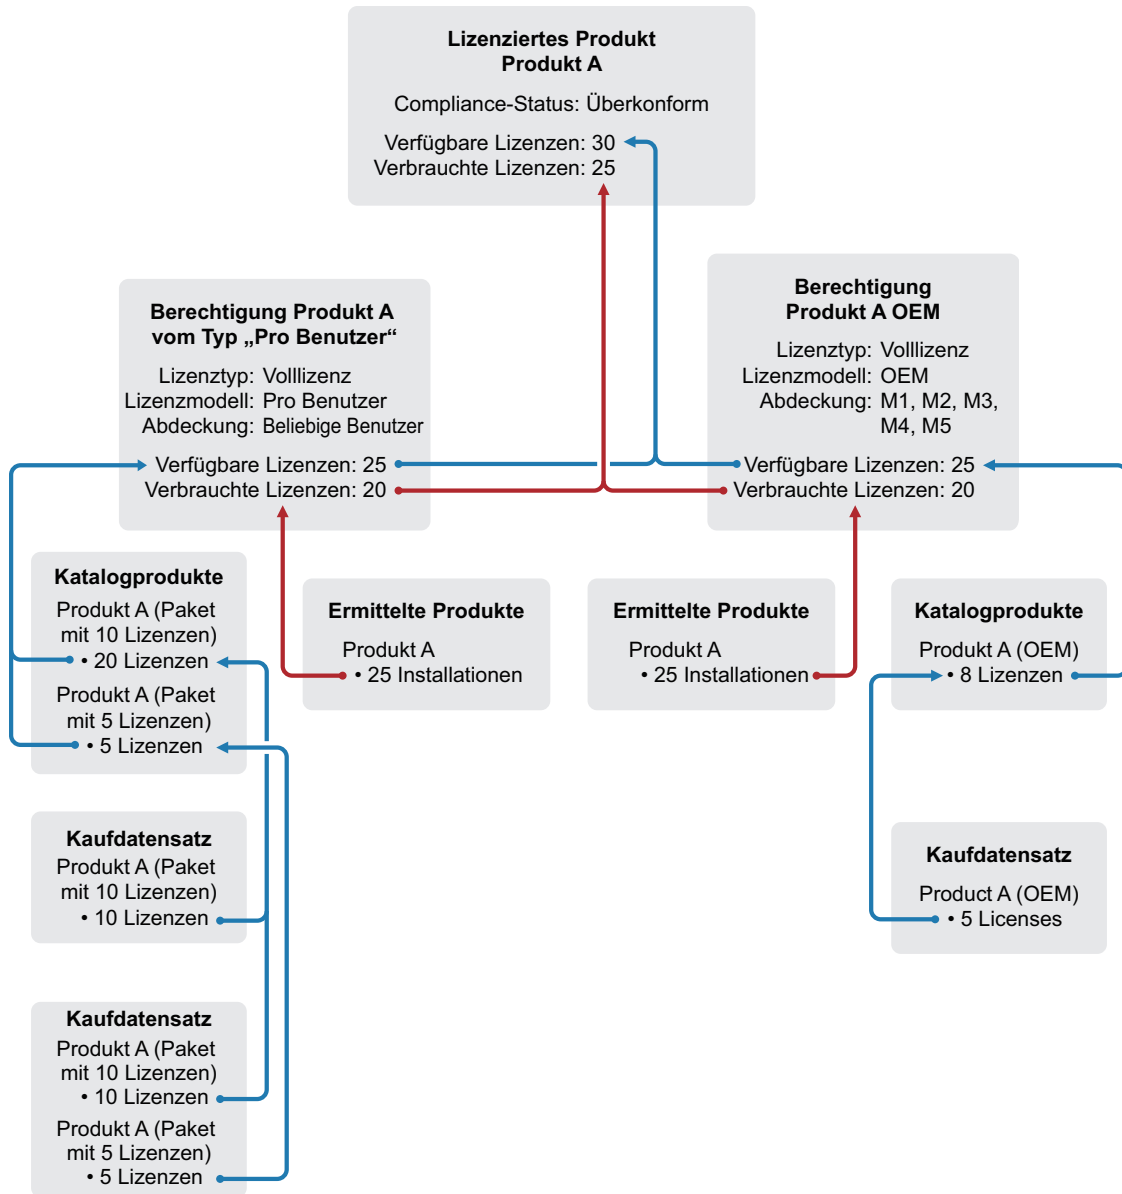 Lizenziertes Produkt
Produkt A
Compliance-Status: Überkonform
Verfügbare Lizenzen: 30
Verbrauchte Lizenzen: 25
Berechtigung Produkt A
vom Typ „Pro Benutzer“
Lizenztyp: Volllizenz
Lizenzmodell: Pro Benutzer
Abdeckung: Beliebige Benutzer
Verfügbare Lizenzen: 25
Verbrauchte Lizenzen: 20
Berechtigung
Produkt A OEM
Lizenztyp: Volllizenz
Lizenzmodell: OEM
Abdeckung: M1, M2, M3,
M4, M5
Verfügbare Lizenzen: 25
Verbrauchte Lizenzen: 20
Katalogprodukte
Produkt A (Paket
mit 10 Lizenzen)
• 20 Lizenzen
Produkt A (Paket
mit 5 Lizenzen)
• 5 Lizenzen
Ermittelte Produkte
Produkt A
• 25 Installationen
Ermittelte Produkte
Produkt A
• 25 Installationen
Katalogprodukte
Produkt A (OEM)
• 8 Lizenzen
Kaufdatensatz
Produkt A (Paket
mit 10 Lizenzen)
• 10 Lizenzen
Kaufdatensatz
Product A (OEM)
• 5 Licenses
Kaufdatensatz
Produkt A (Paket
mit 10 Lizenzen)
• 10 Lizenzen
Produkt A (Paket
mit 5 Lizenzen)
• 5 Lizenzen